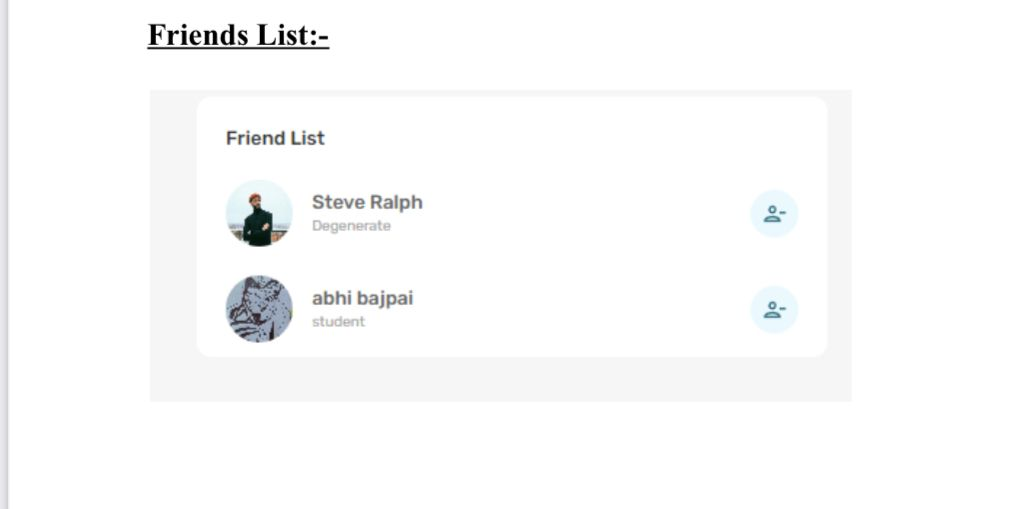 Friends List:-
Friend List
Steve Ralph
Degenerate
abhi bajpai
student